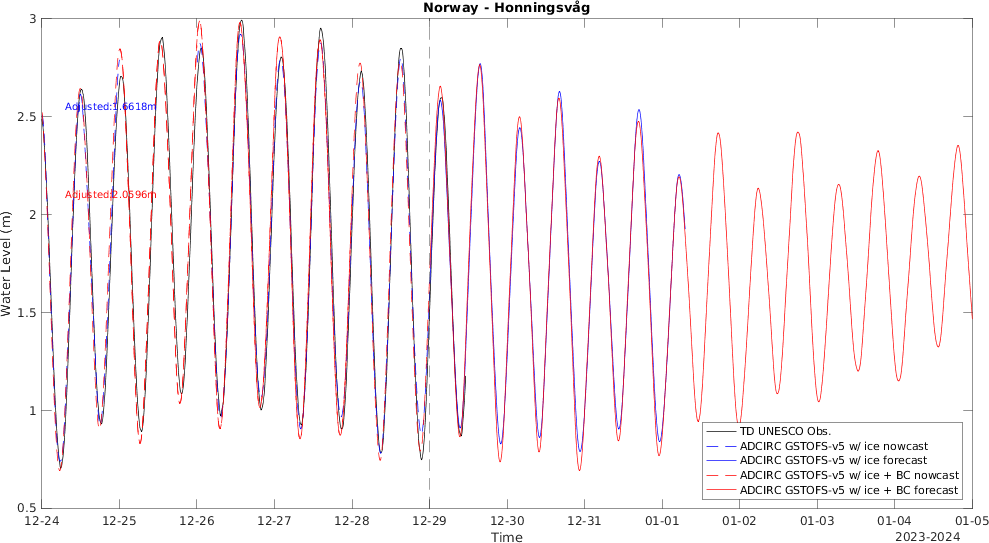 Norway - Honningsvåg
3
2.5
2
1.5
1
0.5
Water Level (m)
Adjusted:1.6618m
Adjusted:2.0596m
TD UNESCO Obs.
ADCIRC GSTOFS-v5 w/ ice nowcast
ADCIRC GSTOFS-v5 w/ ice forecast
ADCIRC GSTOFS-v5 w/ ice + BC nowcast
ADCIRC GSTOFS-v5 w/ ice + BC forecast
12-24 12-25 12-26 12-27 12-28 12-29 12-30 12-31 01-01 01-02 01-03 01-04 01-05
Time
2023-2024